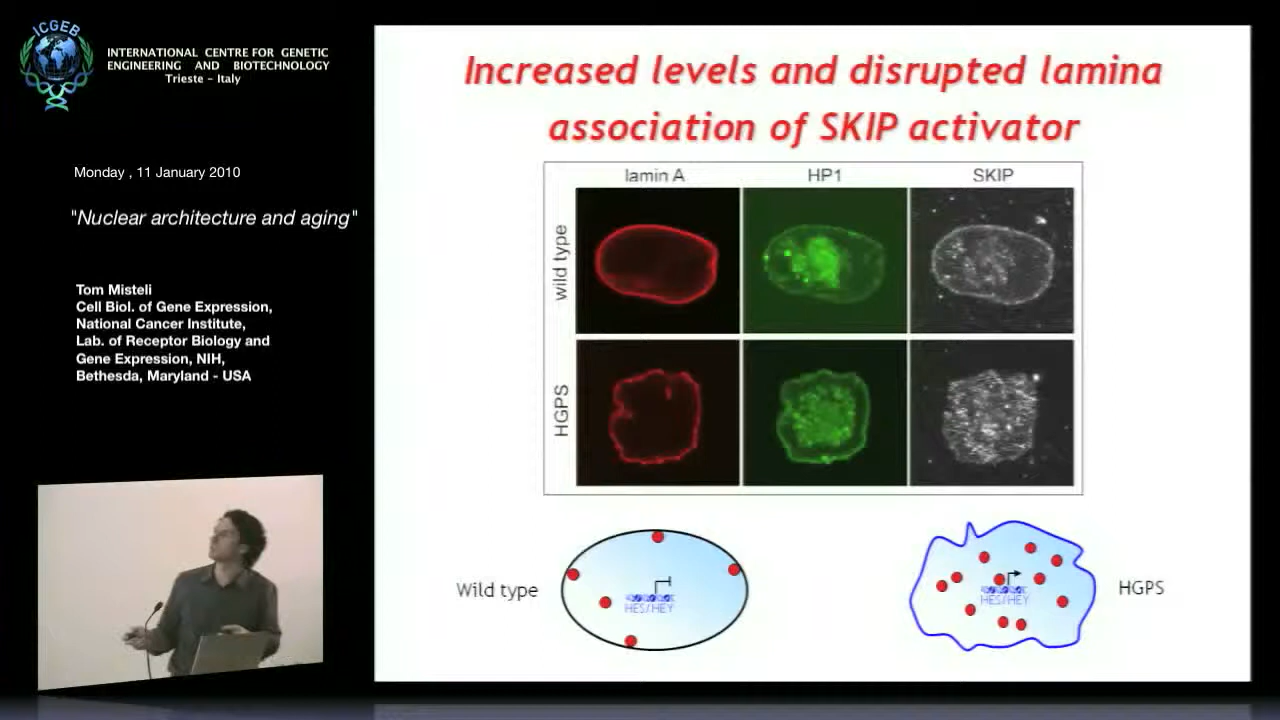 ICGEB
INTERNATIONAL CENTRE FOR GENETIC
ENGINEERING AND BIOTECHNOLOGY
Trieste - Italy
Monday , 11 January 2010
"Nuclear architecture and aging"
Tom Misteli
Cell Biol. of Gene Expression,
National Cancer Institute,
Lab. of Receptor Biology and
Gene Expression, NIH,
Bethesda, Maryland - USA
Increased levels and disrupted lamina
association of SKIP activator
lamin A HP1 SKIP
wild type
HGPS
Wild type
HES/HEY
HES/HEY
HGPS